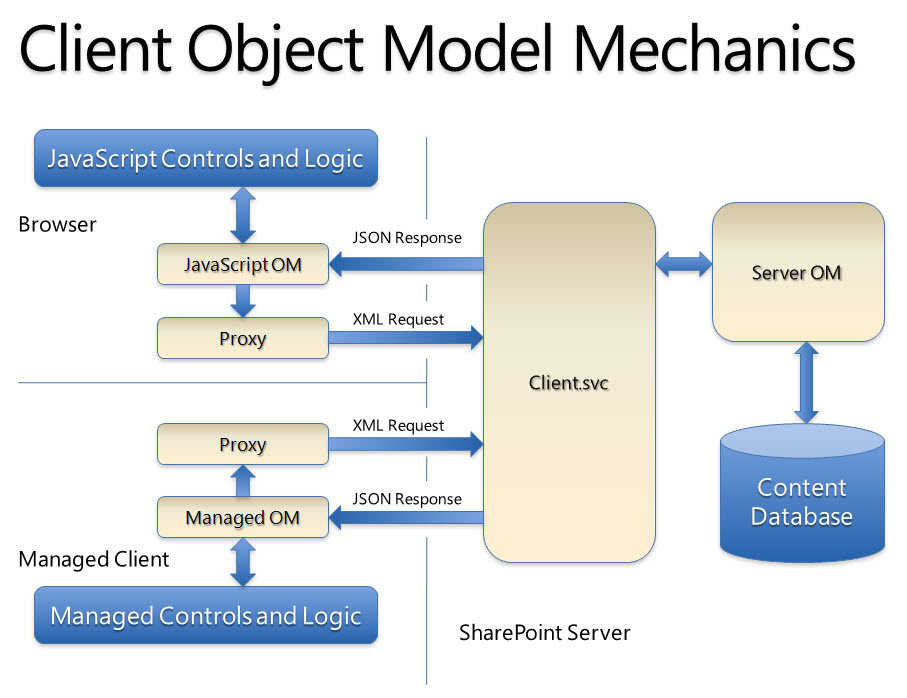 Client Object Model Mechanics
JavaScript Controls and Logic
Browser
JSON Response
JavaScript OM
Server OM
XML Request
Proxy
Client.svc
XML Request
Proxy
Content
Database
JSON Response
Managed OM
Managed Client
Managed Controls and Logic
SharePoint Server